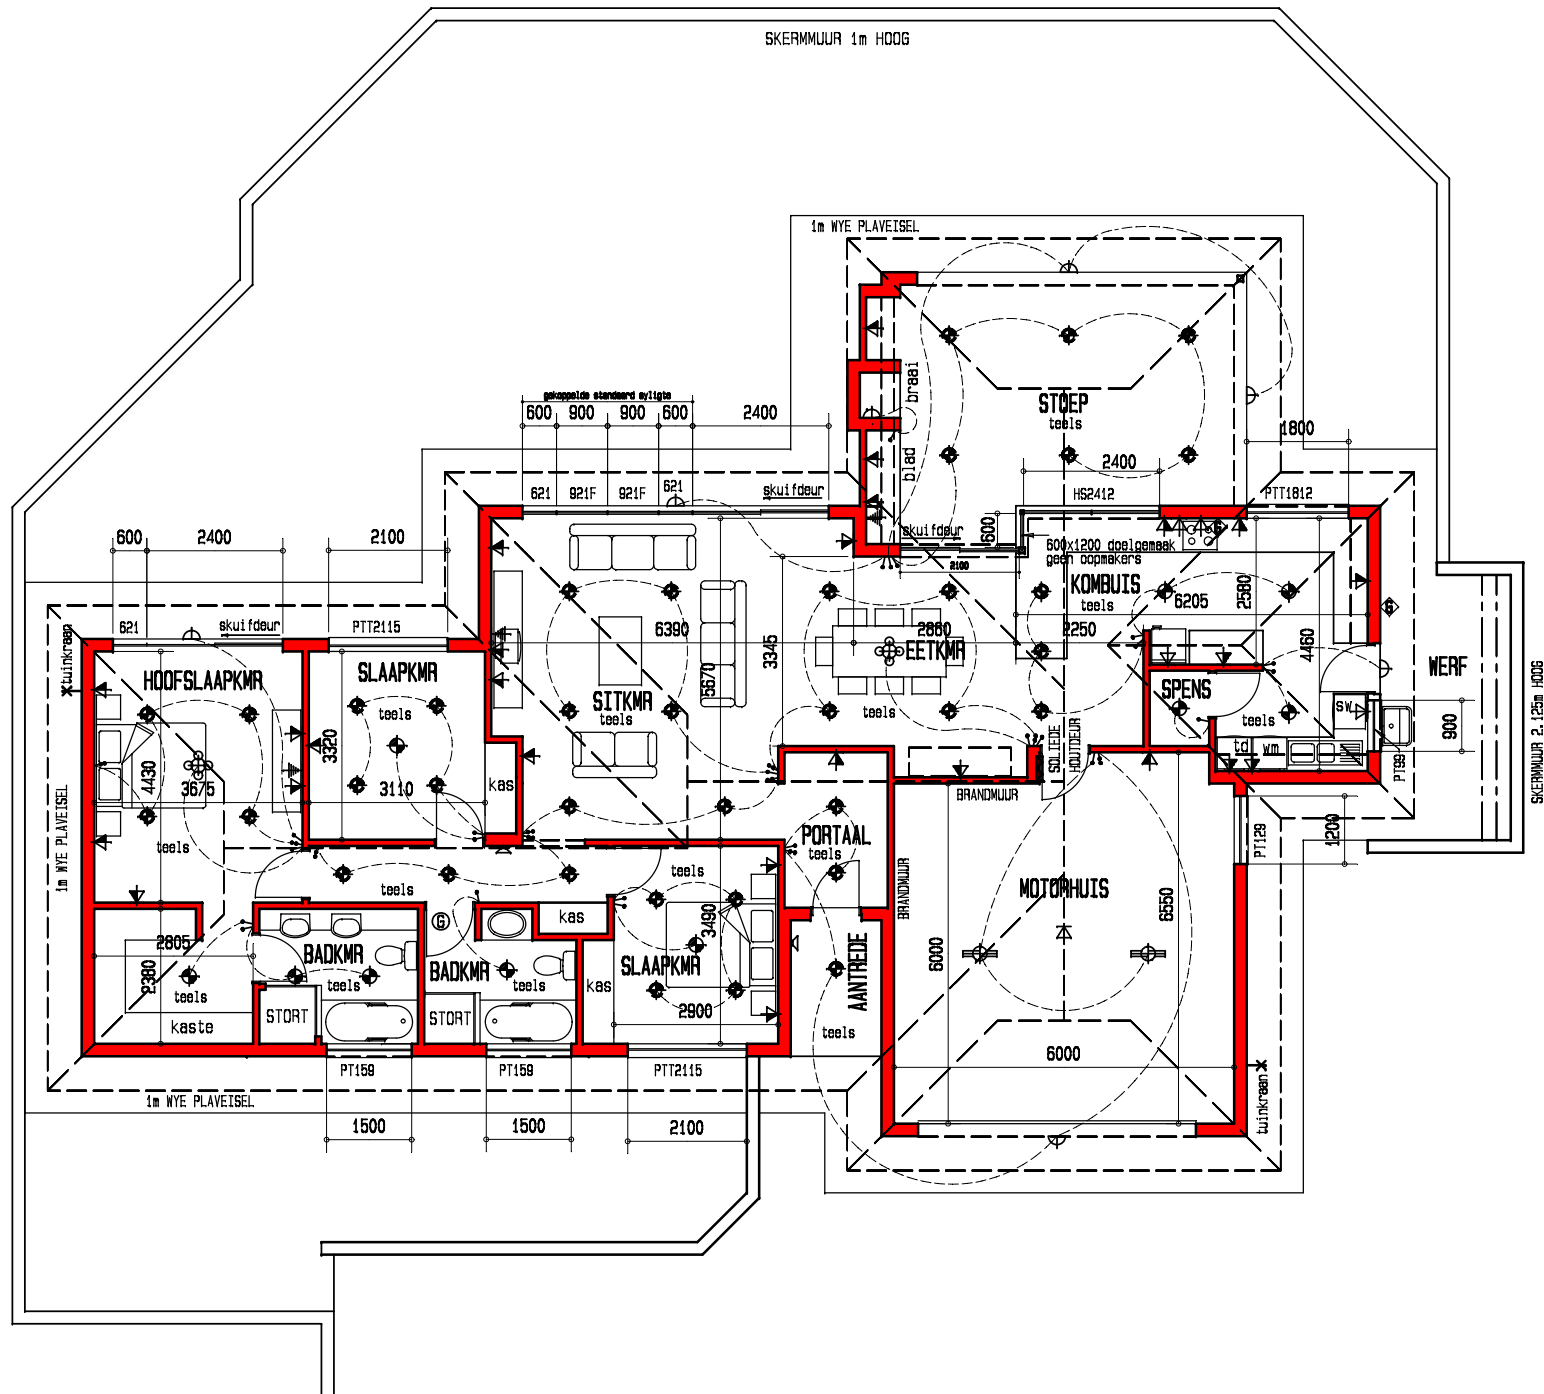 SKERMMUUR 1m HOOG
1m WYE PLAVEISEL
gekoppelde standaard syligte
600 900 900 600 2400
621 921F 921F 621 skuifdeur
braai
blad
STOEP
teels
2400
HS2412
1800
PTT1812
600 2400 2100
621 skuifdeur PTT2115
tuinkraan
skuifdeur
600
2100
600x1200 doelgemaak
geen oopmakers
KOMBUIS
teels
6205
2580
4460
2250
HOOFSLAAPKMR
teels
4430
3675
teels
SLAAPKMR
teels
3320
3110
kas
SITKMR
teels
6390
5670
3345
EETKMR
2860
teels
SPENS
teels
sw
td wm
WERF
900
PT99
SKERMMUUR 2.125m HOOG
SOLIEDE
HOUTDEUR
BRANDMUUR
BRANDMUUR
PORTAAL
teels
MOTORHUIS
6550
6000
6000
PT129
1200
tuinkraan
1m WYE PLAVEISEL
teels
teels
G
G
G
2805
2380
teels
kaste
BADKMR
teels
STORT
BADKMR
teels
STORT
kas
kas
SLAAPKMR
3490
2900
AANTREDE
teels
PT159 PT159 PTT2115
1m WYE PLAVEISEL
1500 1500 2100